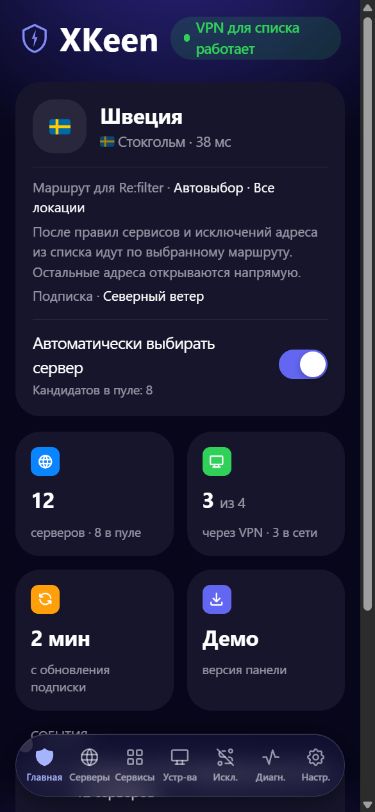 XKeen
VPN для списка
работает
Швеция
Стокгольм · 38 мс
Маршрут для Re:filter · Автовыбор · Все
локации
После правил сервисов и исключений адреса
из списка идут по выбранному маршруту.
Остальные адреса открываются напрямую.
Подписка · Северный ветер
Автоматически выбирать
сервер
Кандидатов в пуле: 8
12
серверов · 8 в пуле
3 из 4
через VPN · 3 в сети
2 мин
с обновления
подписки
Демо
версия панели
СОБЫТИЯ
Главная Серверы Сервисы Устр-ва Искл. Диагн. Настр.